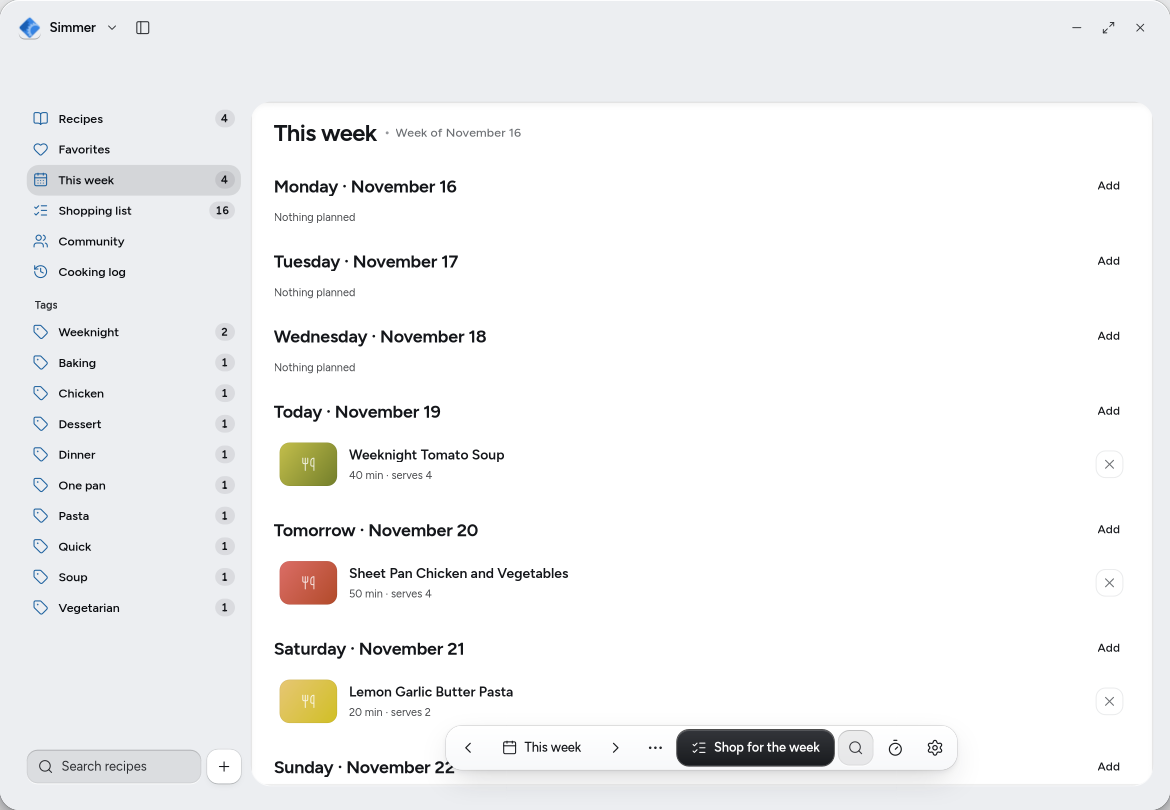 Simmer
Recipes 4
Favorites
This week 4
Shopping list 16
Community
Cooking log
Tags
Weeknight 2
Baking 1
Chicken 1
Dessert 1
Dinner 1
One pan 1
Pasta 1
Quick 1
Soup 1
Vegetarian 1
Search recipes
This week • Week of November 16
Monday · November 16 Add
Nothing planned
Tuesday · November 17 Add
Nothing planned
Wednesday · November 18 Add
Nothing planned
Today · November 19 Add
Weeknight Tomato Soup
40 min · serves 4
Tomorrow · November 20 Add
Sheet Pan Chicken and Vegetables
50 min · serves 4
Saturday · November 21 Add
Lemon Garlic Butter Pasta
20 min · serves 2
This week Shop for the week
Sunday · November 22 Add